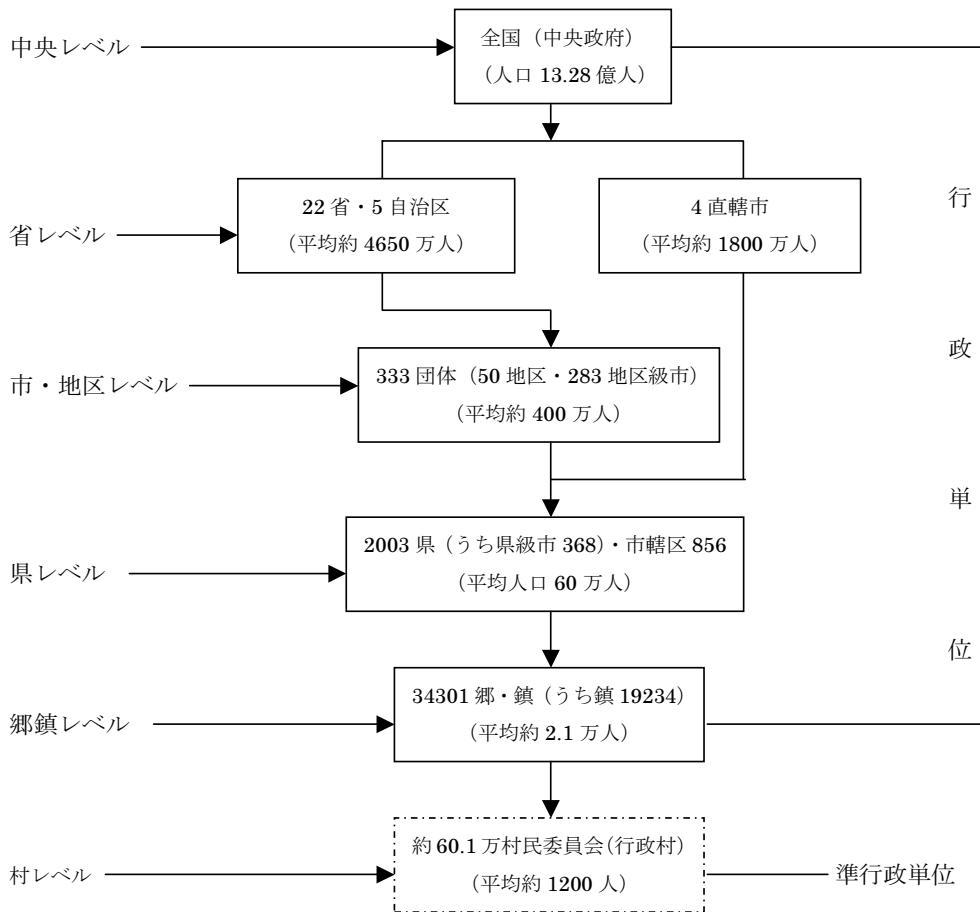 中央レベル
全国（中央政府）
（人口 13.28 億人）
省レベル
22 省・5 自治区
（平均約 4650 万人）
4 直轄市
（平均約 1800 万人）
市・地区レベル
333 団体（50 地区・283 地区級市）
（平均約 400 万人）
県レベル
2003 県（うち県級市 368）・市轄区 856
（平均人口 60 万人）
郷鎮レベル
34301 郷・鎮（うち鎮 19234）
（平均約 2.1 万人）
村レベル
約 60.1 万村民委員会（行政村）
（平均約 1200 人）
準行政単位
行
政
単
位